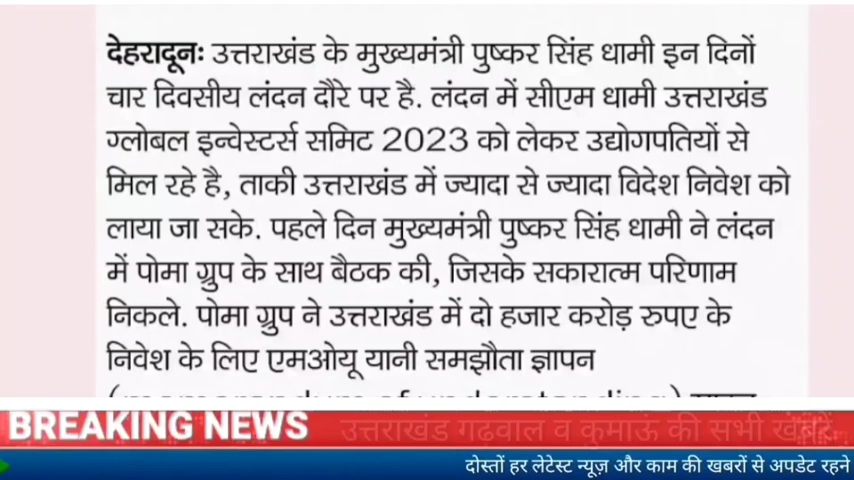 देहरादूनः उत्तराखंड के मुख्यमंत्री पुष्कर सिंह धामी इन दिनों
चार दिवसीय लंदन दौरे पर है. लंदन में सीएम धामी उत्तराखंड
ग्लोबल इन्वेस्टर्स समिट 2023 को लेकर उद्योगपतियों से
मिल रहे है, ताकी उत्तराखंड में ज्यादा से ज्यादा विदेश निवेश को
लाया जा सके. पहले दिन मुख्यमंत्री पुष्कर सिंह धामी ने लंदन
में पोमा ग्रुप के साथ बैठक की, जिसके सकारात्म परिणाम
निकले. पोमा ग्रुप ने उत्तराखंड में दो हजार करोड़ रुपए के
निवेश के लिए एमओयू यानी समझौता ज्ञापन
BREAKING NEWS उत्तराखंड गढ़वाल व कुमाऊं की सभी खबरें
दोस्तों हर लेटेस्ट न्यूज़ और काम की खबरों से अपडेट रहने